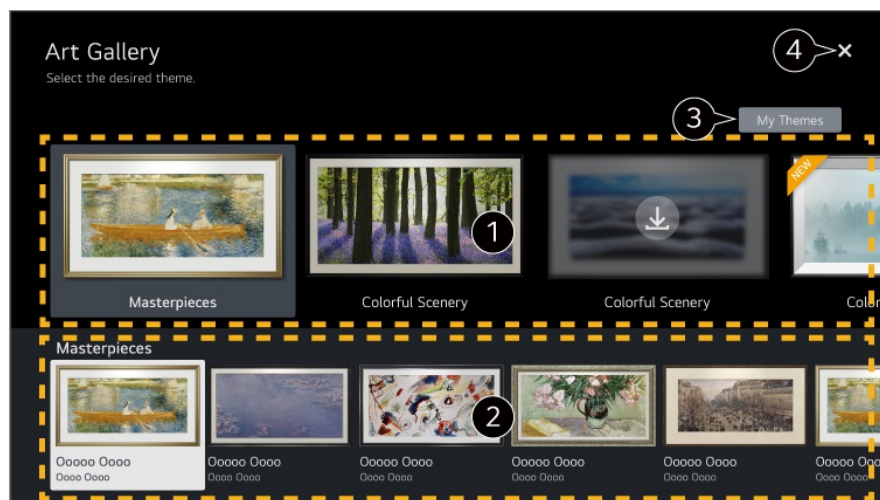 Art Gallery
Select the desired theme.
4
3
My Themes
NEW
1
Masterpieces
Colorful Scenery
Colorful Scenery
Masterpieces
2
Ooooo Oooo
Ooooo Oooo
Ooooo Oooo
Ooooo Oooo
Ooooo Oooo
Oooo Oooo
Oooo Oooo
Oooo Oooo
Oooo Oooo
Oooo Oooo
Oooo Oooo